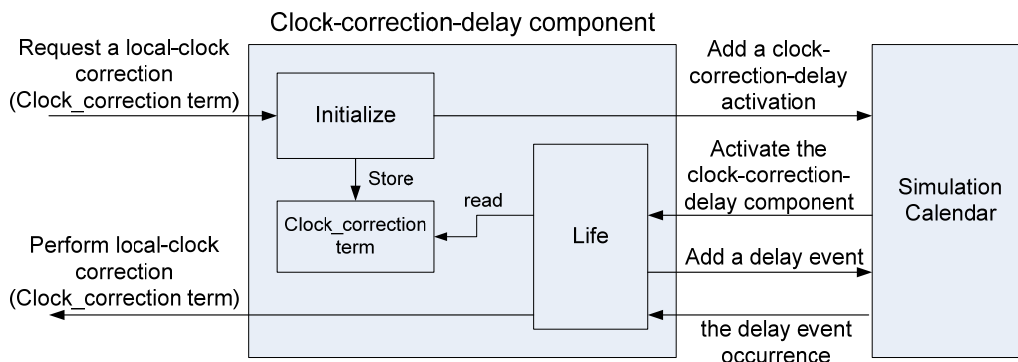 Clock-correction-delay component
Request a local-clock
correction
(Clock_correction term)
Initialize
Add a clock-
correction-delay
activation
Store
Clock_correction
term
read
Life
Activate the
clock-correction-
delay component
Simulation
Calendar
Perform local-clock
correction
(Clock_correction term)
Add a delay event
the delay event
occurrence